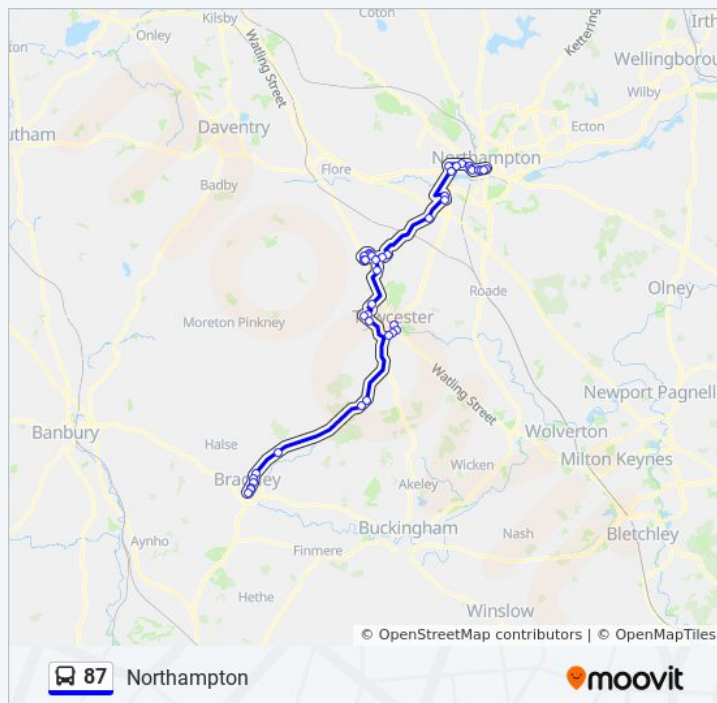 Coton
Kilsby
Onley
Kettering
Irth
Watling Street
Wellingboro
Wilby
Daventry
Ecton
utham
Northampton
Flore
Badby
Roade
Olney
Moreton Pinkney
Towcester
Watling Street
Newport Pagnell
Banbury
Halse
Wolverton
Wicken
Milton Keynes
Brackley
Akeley
Buckingham
Nash
Bletchley
Aynho
Finmere
Hethe
Winslow
© OpenStreetMap contributors | © OpenMapTiles
87 Northampton
moovit